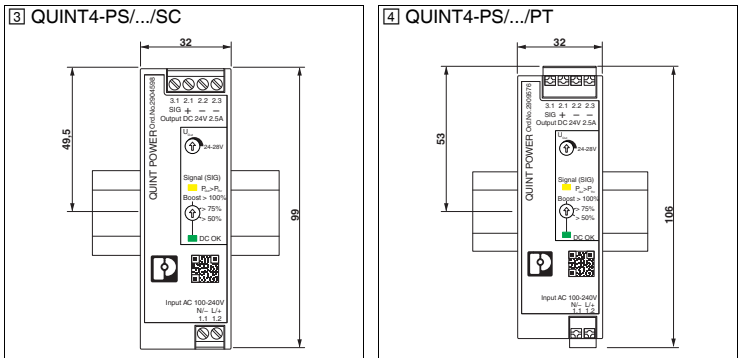 3 QUINT4-PS/.../SC
32
49,5
99
QUINT POWER
Ord.No.2904598
3.1 2.1 2.2 2.3
SIG + − −
Output DC 24V 2.5A
UOut
24-28V
Signal (SIG)
POut>PN
Boost > 100%
> 75%
> 50%
DC OK
Input AC 100-240V
N/− L/+
1.1 1.2
4 QUINT4-PS/.../PT
32
53
106
QUINT POWER
Ord.No.2909576
3.1 2.1 2.2 2.3
SIG + − −
Output DC 24V 2.5A
UOut
24-28V
Signal (SIG)
Boost > 100%
> 75%
> 50%
DC OK
Input AC 100-240V
N/− L/+
1.1 1.2